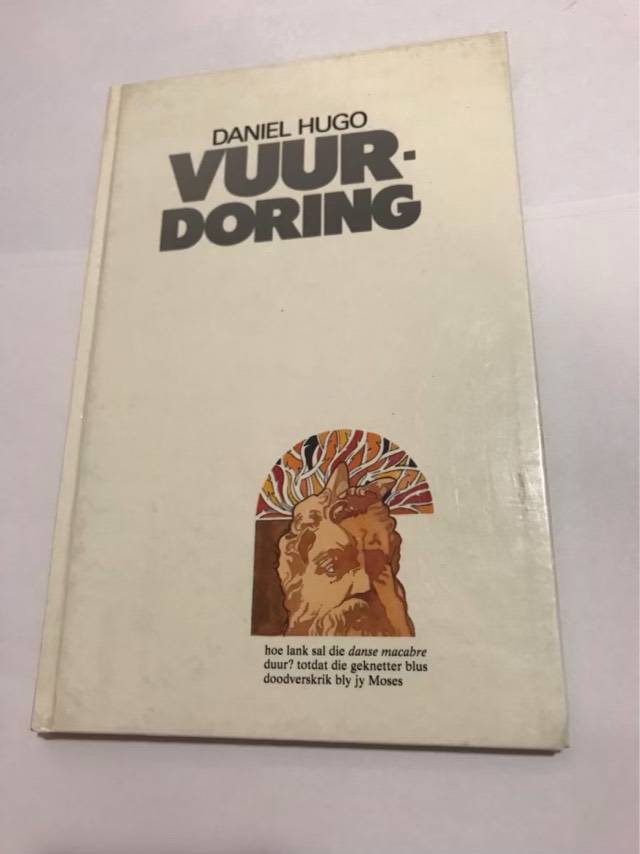 DANIEL HUGO
VUUR-
DORING
hoe lank sal die danse macabre
duur? totdat die geknetter blus
doodverskrik bly jy Moses